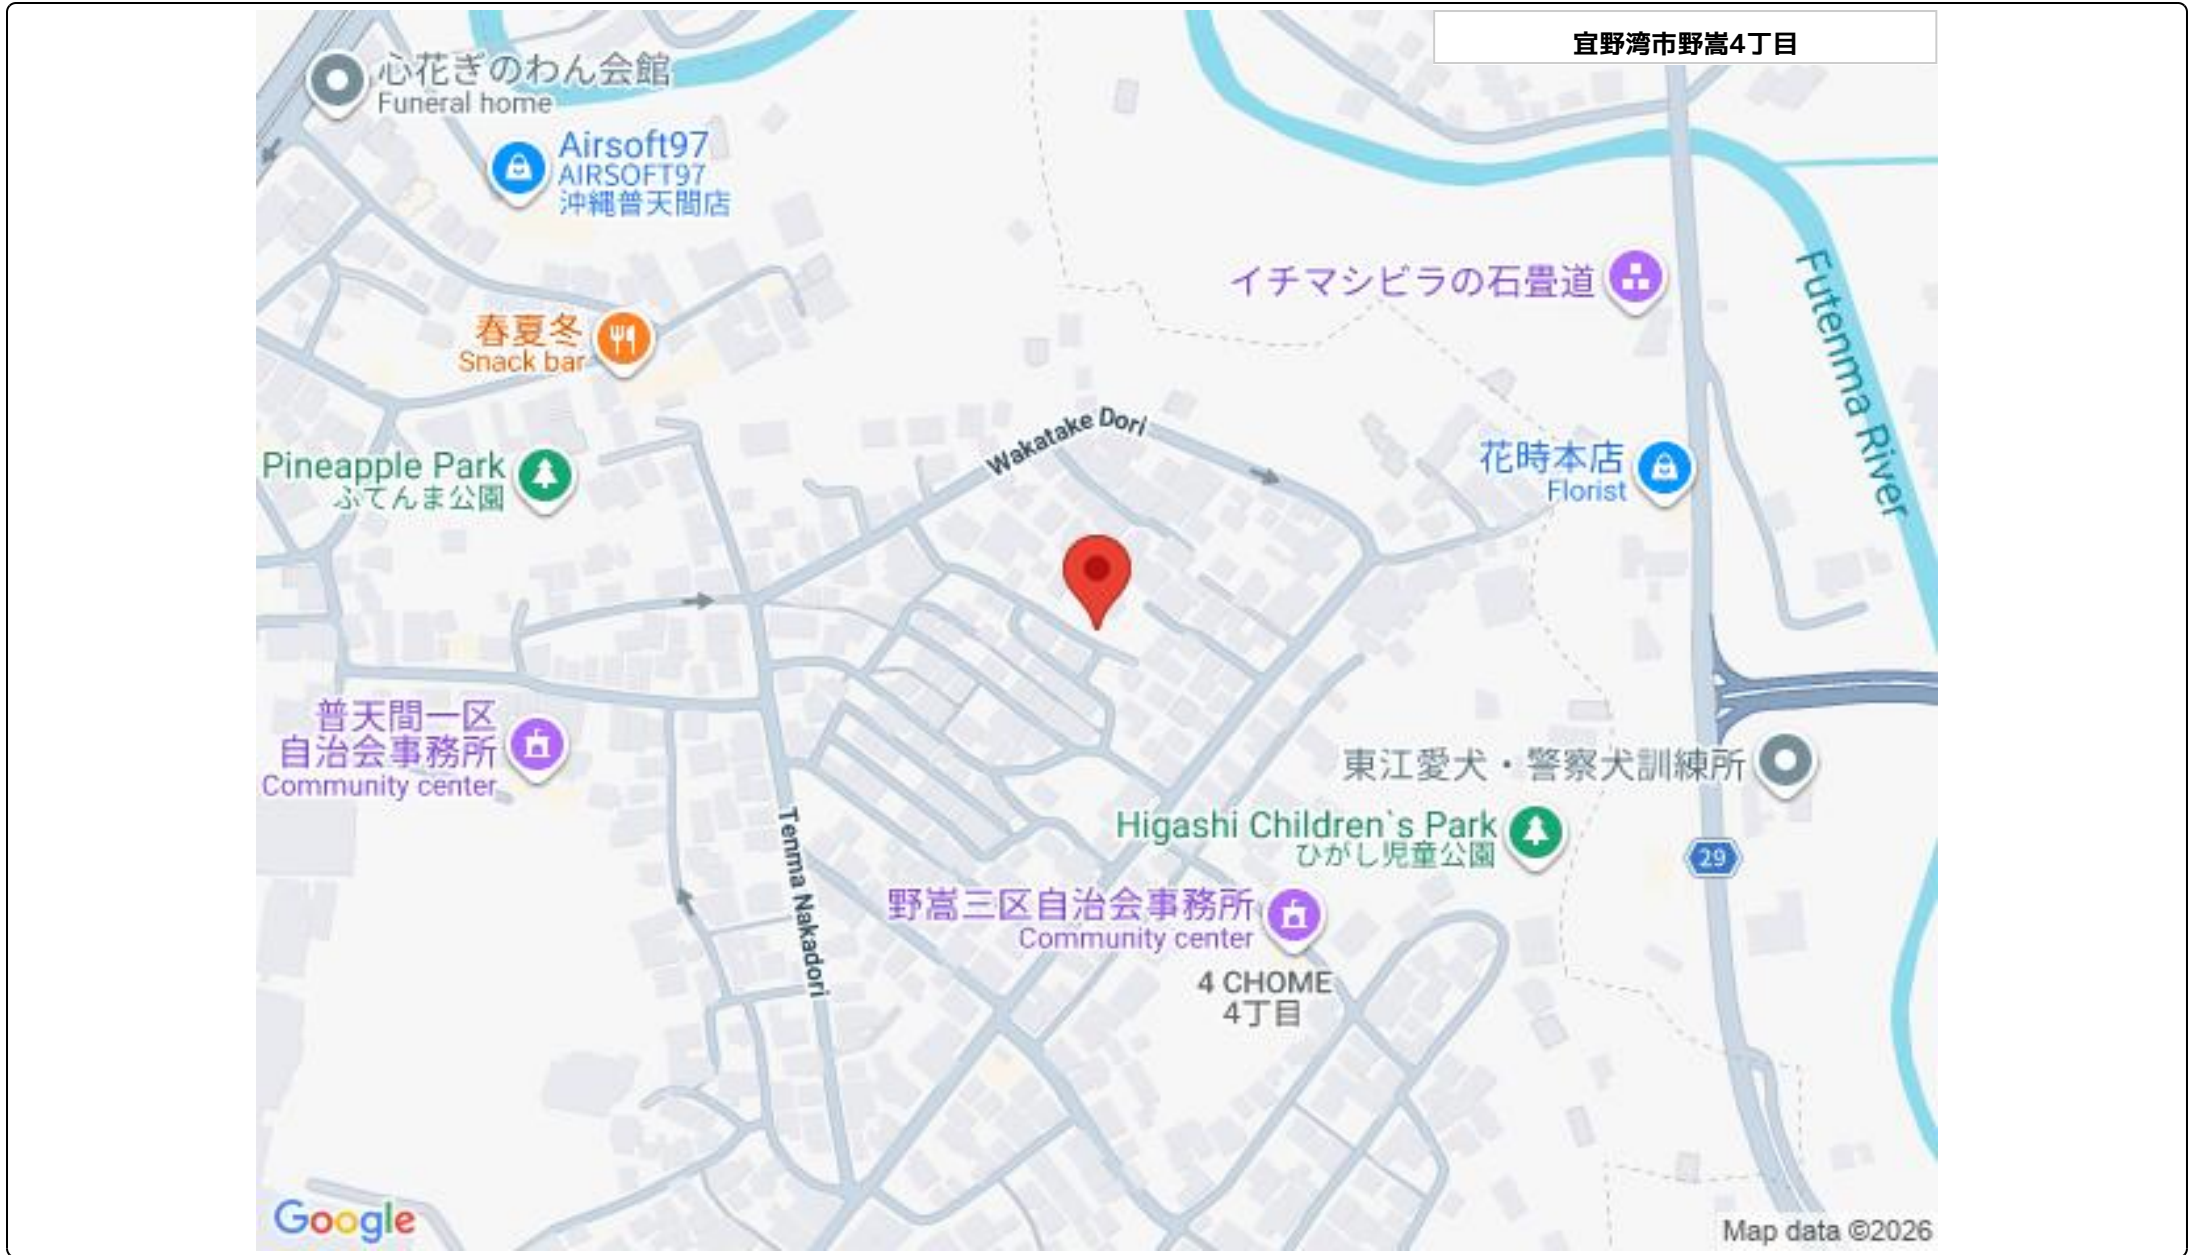 宜野湾市野嵩4丁目
心花ぎのわん会館
Funeral home
Airsoft97
AIRSOFT97
沖縄普天間店
イチマシビラの石畳道
Futenma River
春夏冬
Snack bar
Wakatake Dori
花時本店
Florist
Pineapple Park
ふてんま公園
普天間一区
自治会事務所
Community center
東江愛犬・警察犬訓練所
Higashi Children`s Park
ひがし児童公園
29
Tenma Nakadori
野嵩三区自治会事務所
Community center
4 CHOME
4丁目
Google
Map data ©2026